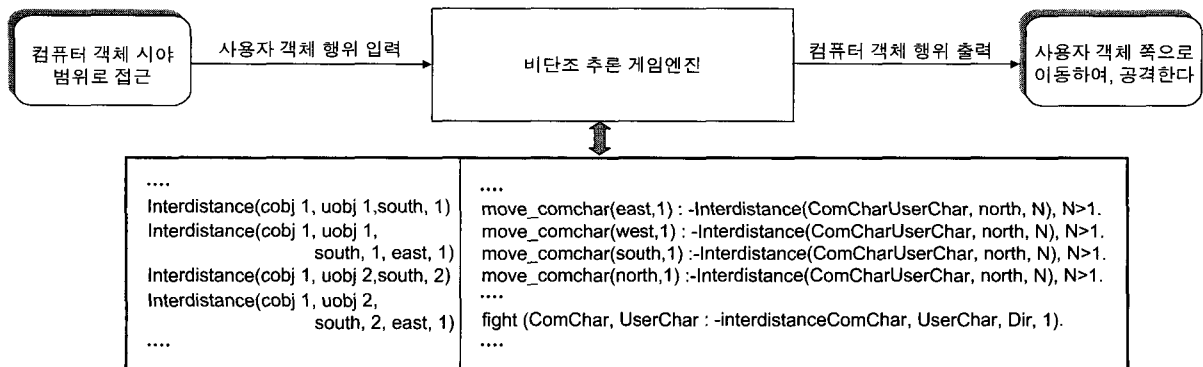 컴퓨터 객체 시야
범위로 접근
사용자 객체 행위 입력
비단조 추론 게임엔진
컴퓨터 객체 행위 출력
사용자 객체 쪽으로
이동하여, 공격한다
....
Interdistance(cobj 1, uobj 1,south, 1)
Interdistance(cobj 1, uobj 1,
south, 1, east, 1)
Interdistance(cobj 1, uobj 2,south, 2)
Interdistance(cobj 1, uobj 2,
south, 2, east, 1)
....
....
move_comchar(east,1) : -Interdistance(ComCharUserChar, north, N), N>1.
move_comchar(west,1) : -Interdistance(ComCharUserChar, north, N), N>1.
move_comchar(south,1) :-Interdistance(ComCharUserChar, north, N), N>1.
move_comchar(north,1) :-Interdistance(ComCharUserChar, north, N), N>1.
....
fight (ComChar, UserChar : -interdistanceComChar, UserChar, Dir, 1).
....